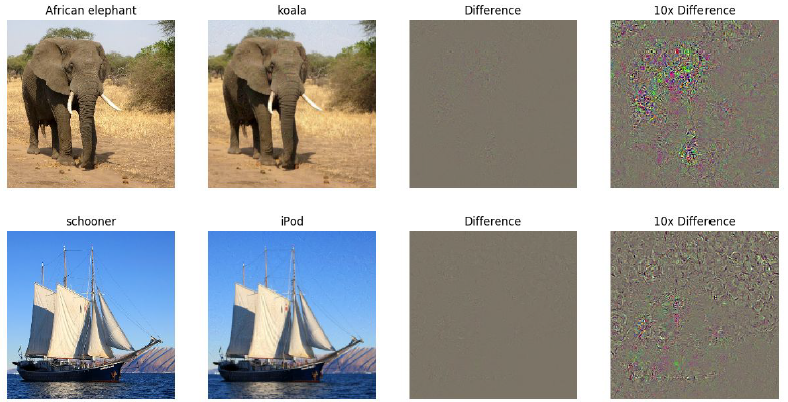 African elephant
koala
Difference
10x Difference
schooner
iPod
Difference
10x Difference